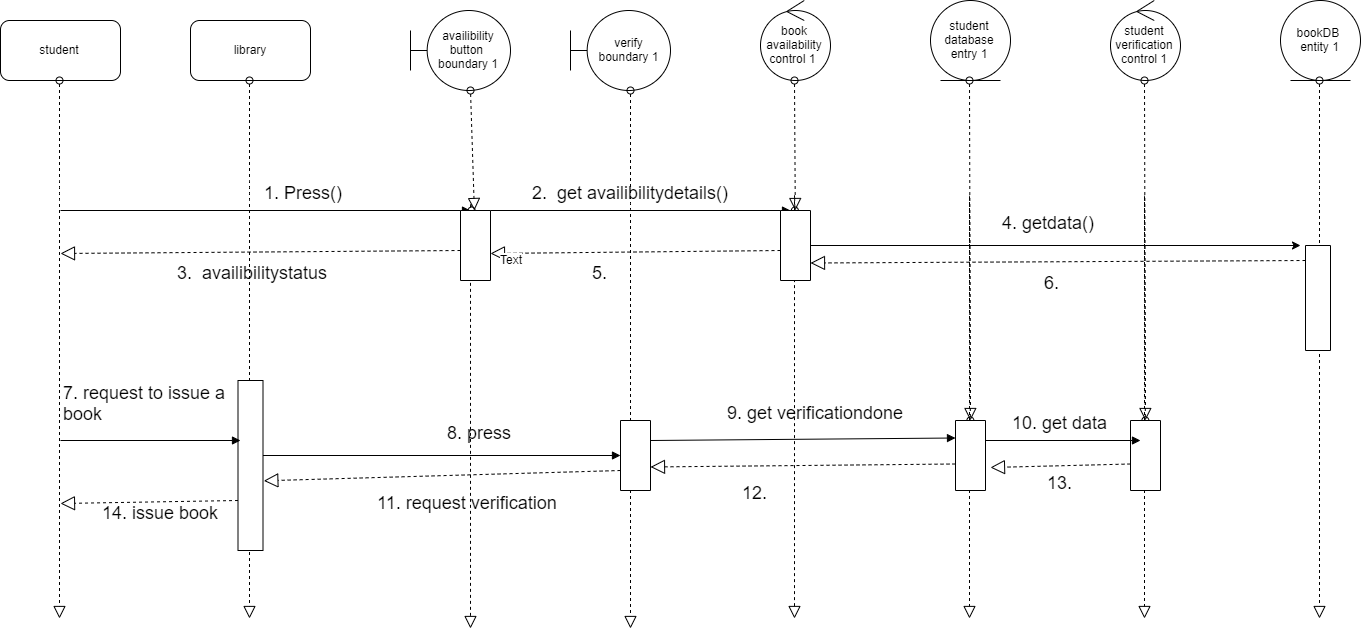 student
library
availibility
button
boundary 1
verify
boundary 1
book
availability
control 1
student
database
entry 1
student
verification
control 1
bookDB
entity 1
1. Press()
2.  get availibilitydetails()
4. getdata()
Text
3.  availibilitystatus
5.
6.
7. request to issue a
book
8. press
9. get verificationdone
10. get data
11. request verification
12.
13.
14. issue book